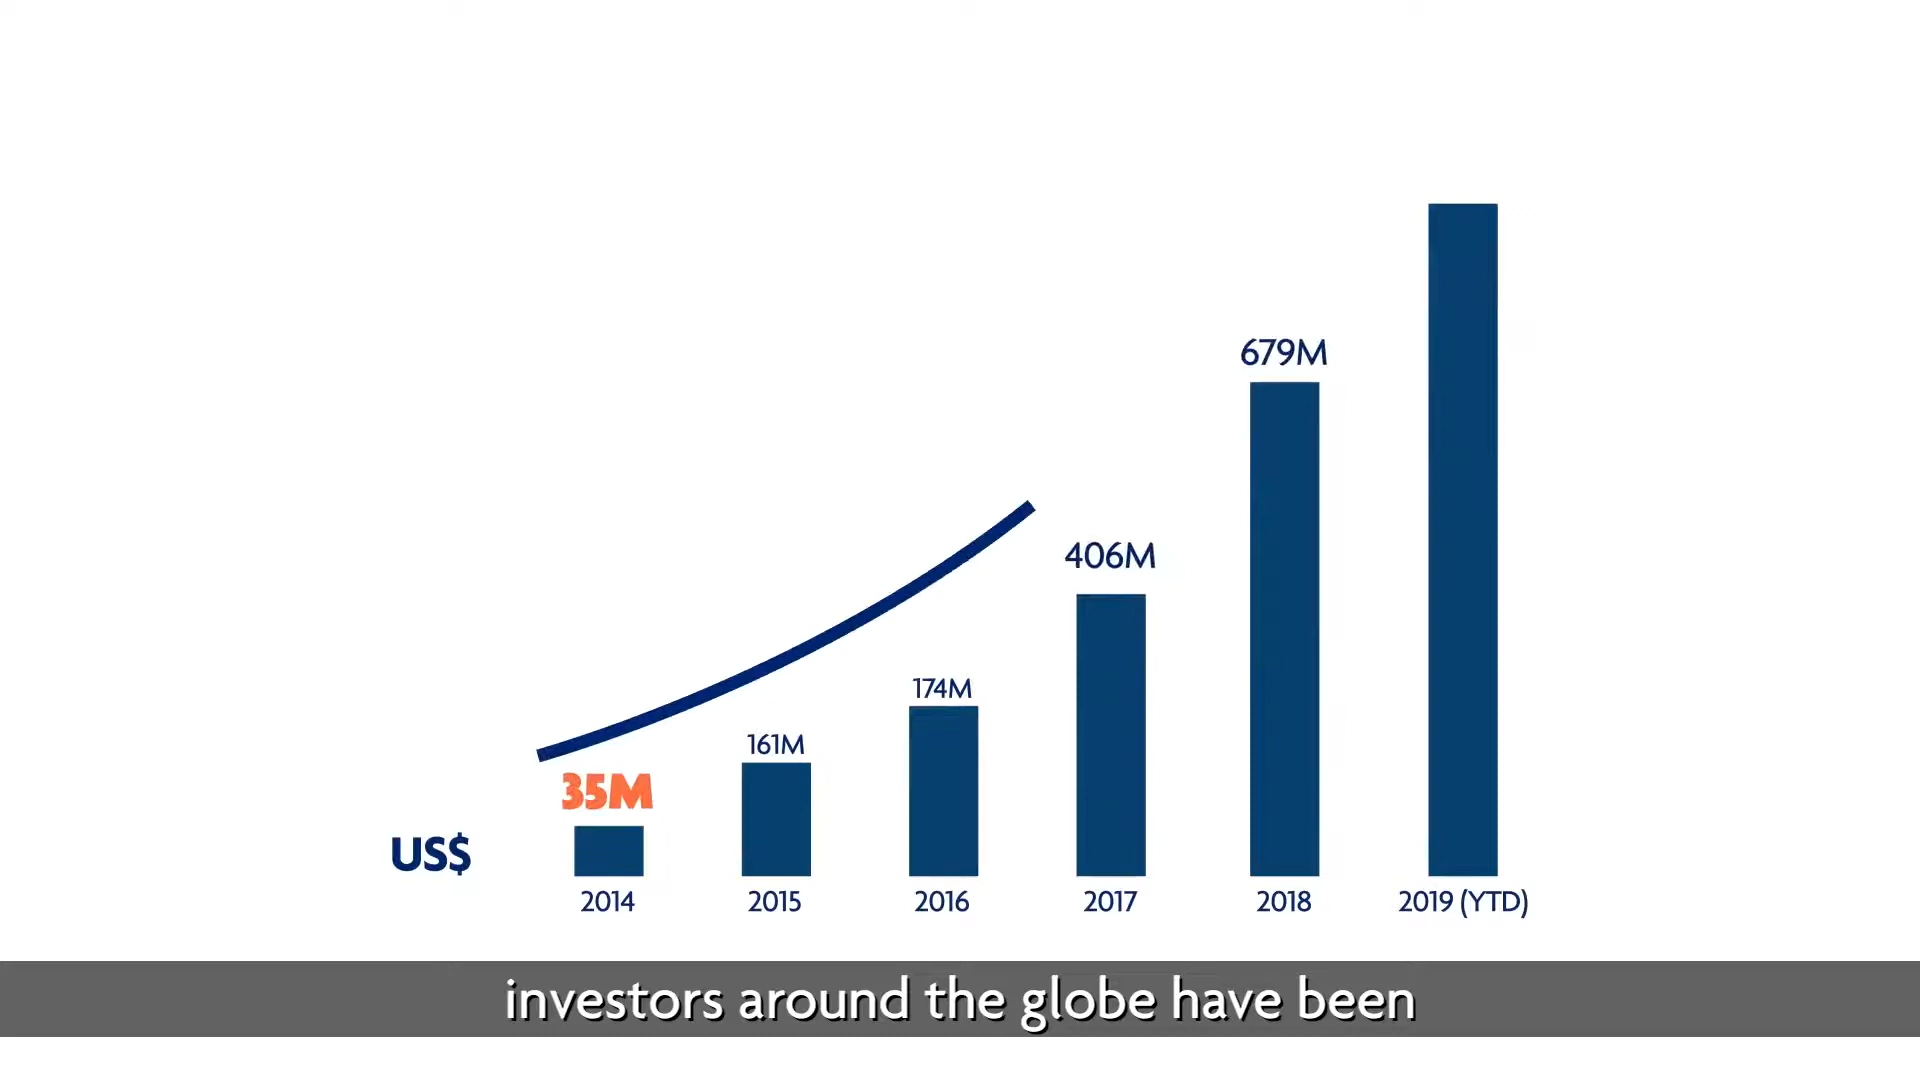 679M
406M
174M
161M
35M
US$
2014 2015 2016 2017 2018 2019 (YTD)
investors around the globe have been